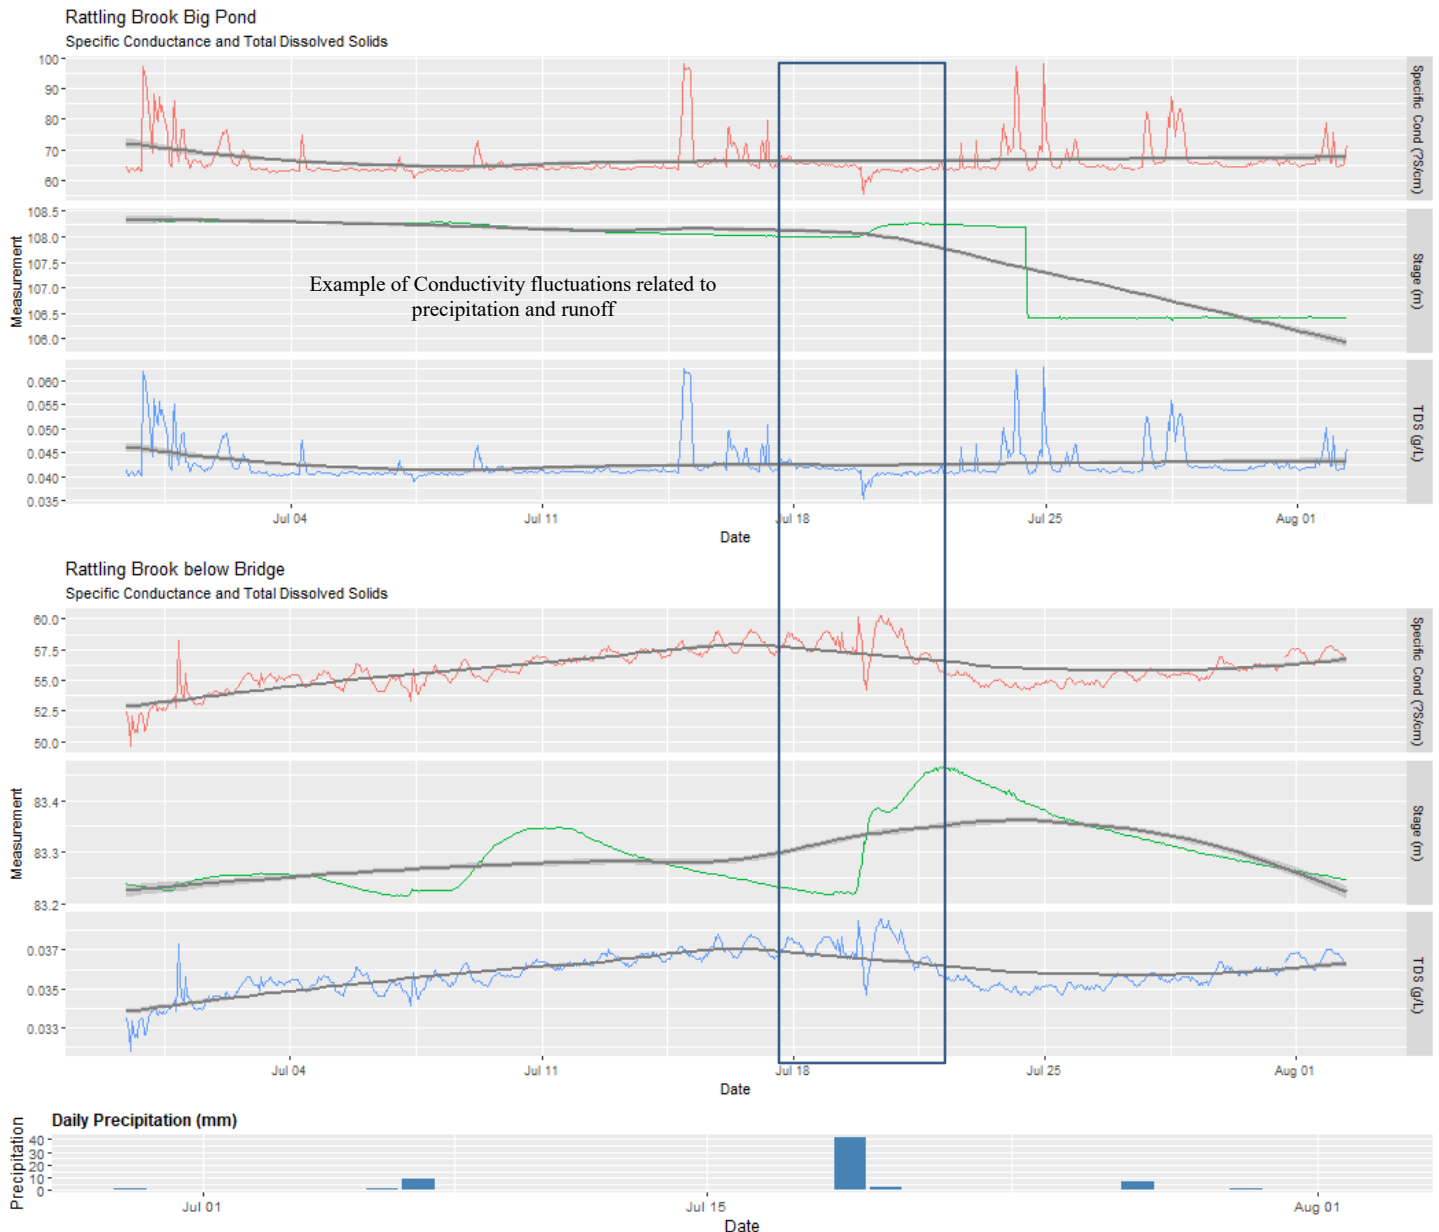 Rattling Brook Big Pond
Specific Conductance and Total Dissolved Solids
Measurement
100
90
80
70
60
Specific Cond (?S/cm)
108.5
108.0
107.5
107.0
106.5
106.0
Stage (m)
Example of Conductivity fluctuations related to
precipitation and runoff
0.060
0.055
0.050
0.045
0.040
0.035
TDS (g/L)
Jul 04 Jul 11 Jul 18 Jul 25 Aug 01
Date
Rattling Brook below Bridge
Specific Conductance and Total Dissolved Solids
Measurement
60.0
57.5
55.0
52.5
50.0
Specific Cond (?S/cm)
83.4
83.3
83.2
Stage (m)
0.037
0.035
0.033
TDS (g/L)
Jul 04 Jul 11 Jul 18 Jul 25 Aug 01
Date
Daily Precipitation (mm)
Precipitation
40
30
20
10
0
Jul 01 Jul 15 Aug 01
Date